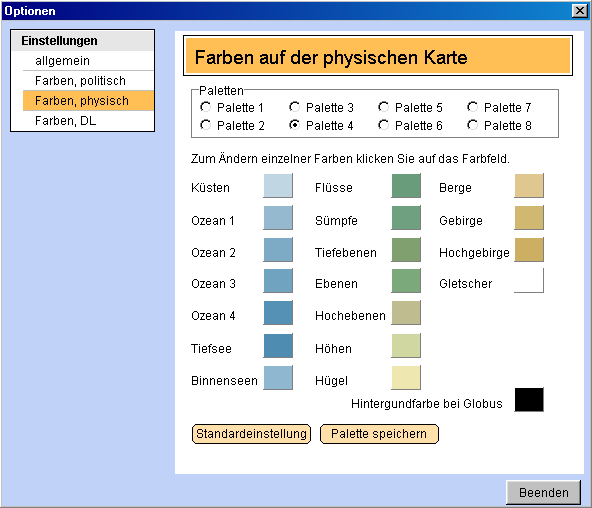 Optionen
Einstellungen
allgemein
Farben, politisch
Farben, physisch
Farben, DL
Farben auf der physischen Karte
Paletten
Palette 1 Palette 3 Palette 5 Palette 7
Palette 2 Palette 4 Palette 6 Palette 8
Zum Ändern einzelner Farben klicken Sie auf das Farbfeld.
Küsten Flüsse Berge
Ozean 1 Sümpfe Gebirge
Ozean 2 Tiefebenen Hochgebirge
Ozean 3 Ebenen Gletscher
Ozean 4 Hochebenen
Tiefsee Höhen
Binnenseen Hügel
Hintergundfarbe bei Globus
Standardeinstellung Palette speichern
Beenden